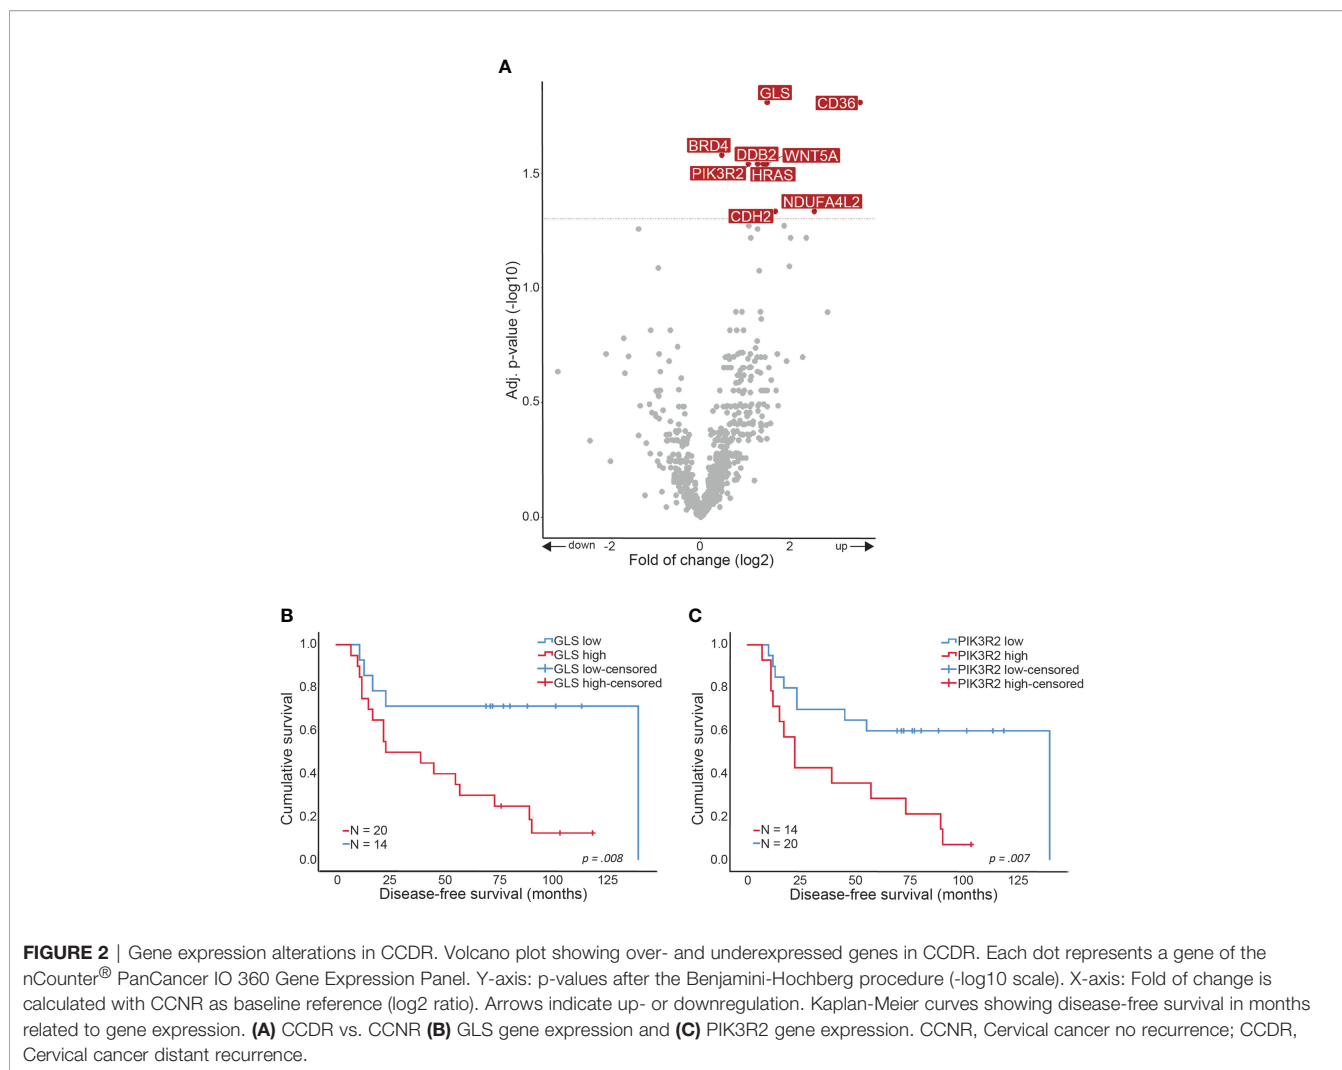 A
GLS
CD36
BRD4
DDB2
WNT5A
PIK3R2
HRAS
NDUFA4L2
CDH2
1.5
1.0
0.5
0.0
Adj. p-value (-log10)
down
-2
0
2
up
Fold of change (log2)
B
GLS low
GLS high
GLS low-censored
GLS high-censored
1.0
0.8
0.6
0.4
0.2
0.0
Cumulative survival
N = 20
N = 14
p = .008
0
25
50
75
100
125
Disease-free survival (months)
C
PIK3R2 low
PIK3R2 high
PIK3R2 low-censored
PIK3R2 high-censored
1.0
0.8
0.6
0.4
0.2
0.0
Cumulative survival
N = 14
N = 20
p = .007
0
25
50
75
100
125
Disease-free survival (months)
FIGURE 2 | Gene expression alterations in CCDR. Volcano plot showing over- and underexpressed genes in CCDR. Each dot represents a gene of the
nCounter® PanCancer IO 360 Gene Expression Panel. Y-axis: p-values after the Benjamini-Hochberg procedure (-log10 scale). X-axis: Fold of change is
calculated with CCNR as baseline reference (log2 ratio). Arrows indicate up- or downregulation. Kaplan-Meier curves showing disease-free survival in months
related to gene expression. (A) CCDR vs. CCNR (B) GLS gene expression and (C) PIK3R2 gene expression. CCNR, Cervical cancer no recurrence; CCDR,
Cervical cancer distant recurrence.